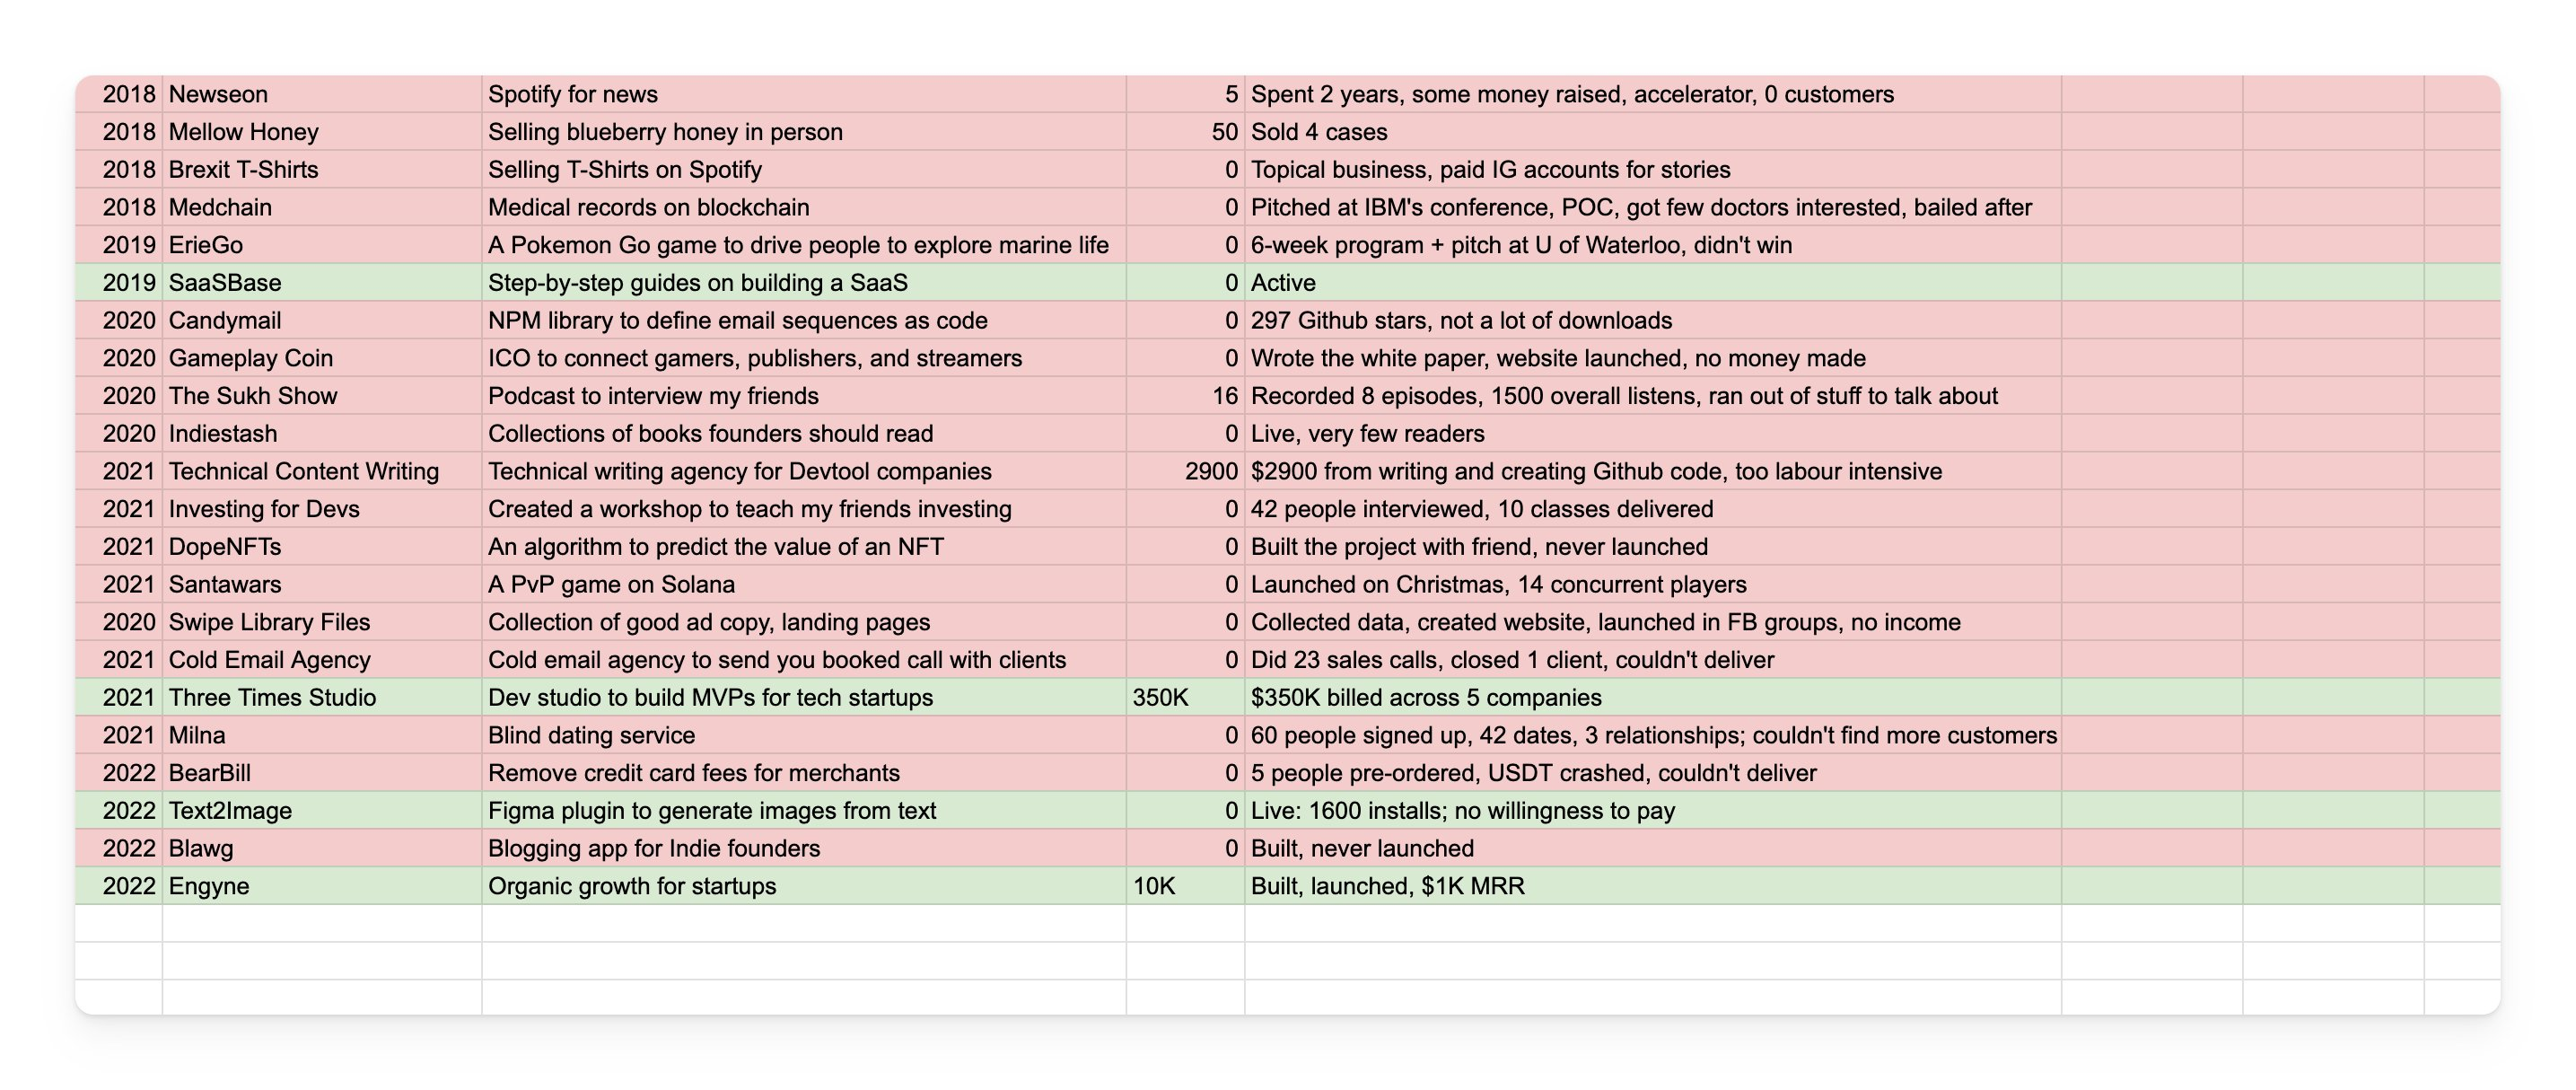 2018 Newseon Spotify for news 5 Spent 2 years, some money raised, accelerator, 0 customers
2018 Mellow Honey Selling blueberry honey in person 50 Sold 4 cases
2018 Brexit T-Shirts Selling T-Shirts on Spotify 0 Topical business, paid IG accounts for stories
2018 Medchain Medical records on blockchain 0 Pitched at IBM's conference, POC, got few doctors interested, bailed after
2019 ErieGo A Pokemon Go game to drive people to explore marine life 0 6-week program + pitch at U of Waterloo, didn't win
2019 SaaSBase Step-by-step guides on building a SaaS 0 Active
2020 Candymail NPM library to define email sequences as code 0 297 Github stars, not a lot of downloads
2020 Gameplay Coin ICO to connect gamers, publishers, and streamers 0 Wrote the white paper, website launched, no money made
2020 The Sukh Show Podcast to interview my friends 16 Recorded 8 episodes, 1500 overall listens, ran out of stuff to talk about
2020 Indiestash Collections of books founders should read 0 Live, very few readers
2021 Technical Content Writing Technical writing agency for Devtool companies 2900 $2900 from writing and creating Github code, too labour intensive
2021 Investing for Devs Created a workshop to teach my friends investing 0 42 people interviewed, 10 classes delivered
2021 DopeNFTs An algorithm to predict the value of an NFT 0 Built the project with friend, never launched
2021 Santawars A PvP game on Solana 0 Launched on Christmas, 14 concurrent players
2020 Swipe Library Files Collection of good ad copy, landing pages 0 Collected data, created website, launched in FB groups, no income
2021 Cold Email Agency Cold email agency to send you booked call with clients 0 Did 23 sales calls, closed 1 client, couldn't deliver
2021 Three Times Studio Dev studio to build MVPs for tech startups 350K $350K billed across 5 companies
2021 Milna Blind dating service 0 60 people signed up, 42 dates, 3 relationships; couldn't find more customers
2022 BearBill Remove credit card fees for merchants 0 5 people pre-ordered, USDT crashed, couldn't deliver
2022 Text2Image Figma plugin to generate images from text 0 Live: 1600 installs; no willingness to pay
2022 Blawg Blogging app for Indie founders 0 Built, never launched
2022 Engyne Organic growth for startups 10K Built, launched, $1K MRR